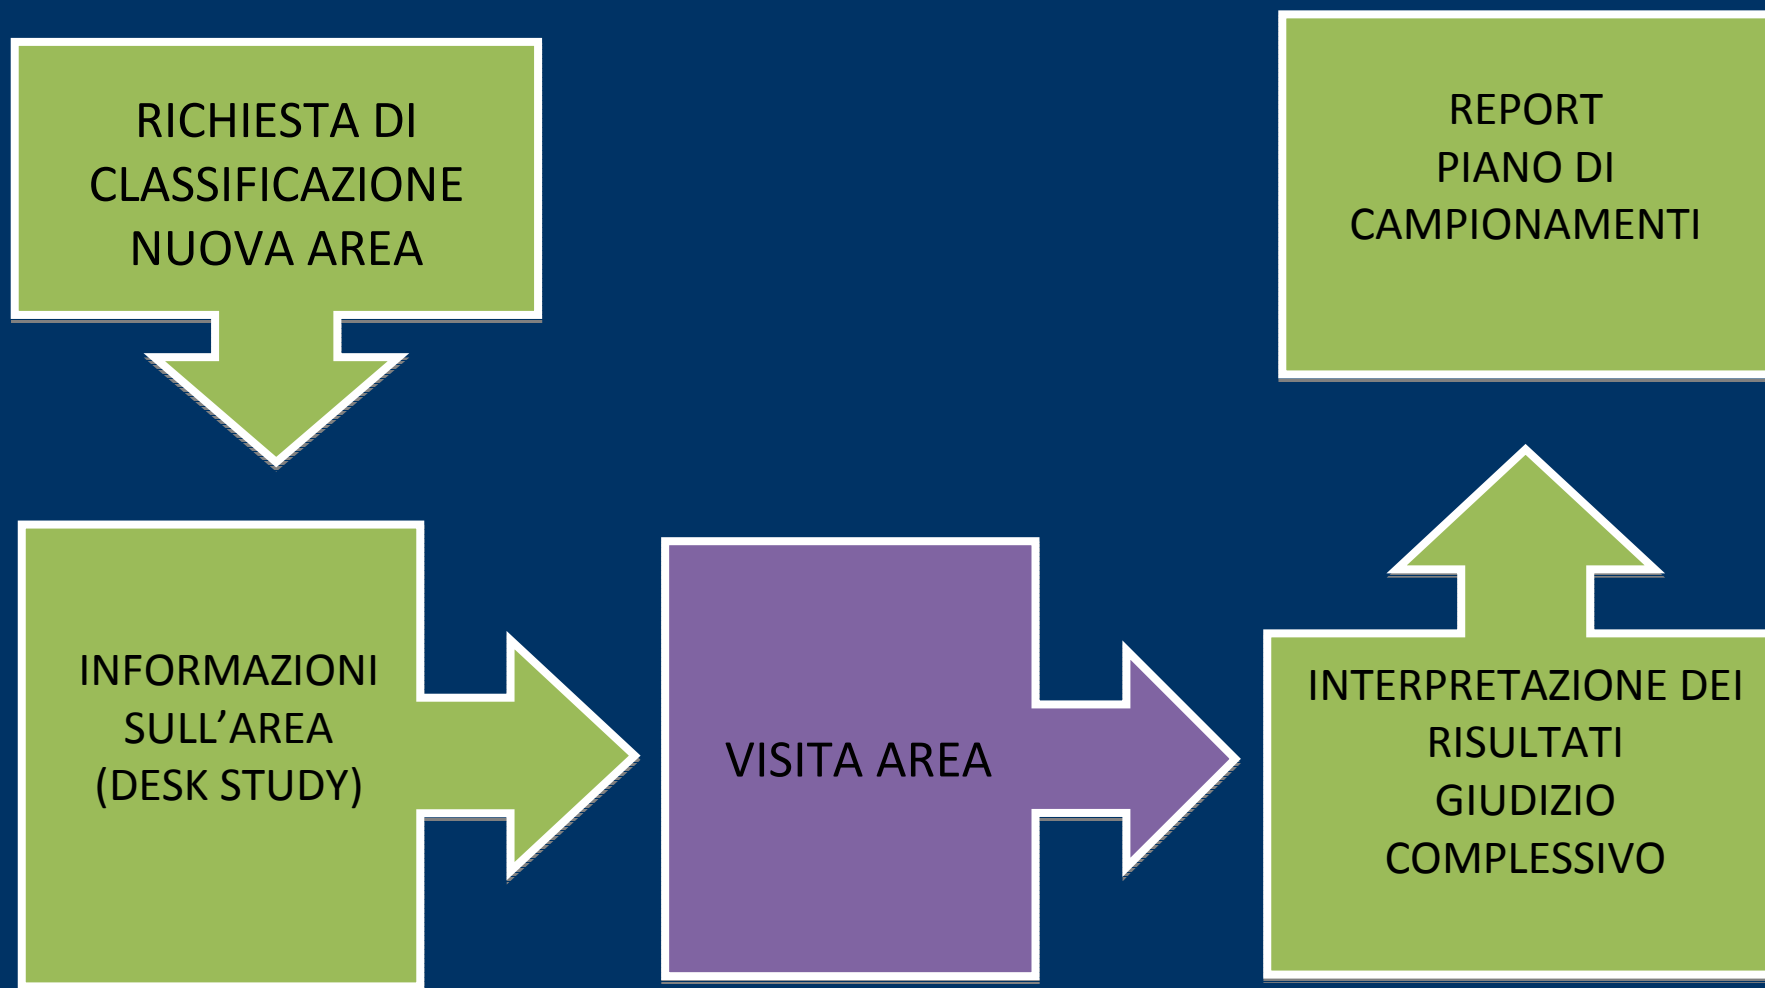 RICHIESTA DI
CLASSIFICAZIONE
NUOVA AREA
INFORMAZIONI
SULL’AREA
(DESK STUDY)
VISITA AREA
INTERPRETAZIONE DEI
RISULTATI
GIUDIZIO
COMPLESSIVO
REPORT
PIANO DI
CAMPIONAMENTI